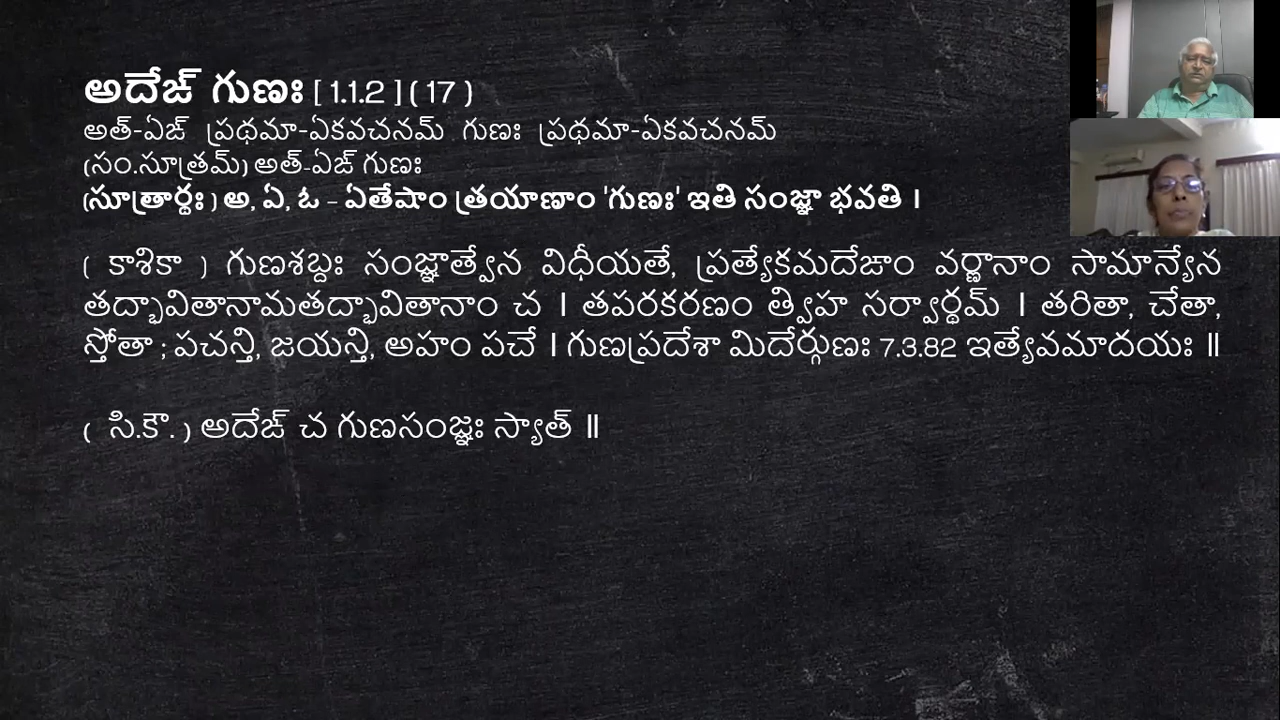 అదేఙ్ గుణః [ 1.1.2 ] ( 17 )
అత్-ఏఙ్ ప్రథమా-ఏకవచనమ్ గుణః ప్రథమా-ఏకవచనమ్
(సం.సూత్రమ్) అత్-ఏఙ్ గుణః
(సూత్రార్థః ) అ, ఏ, ఓ – ఏతేషాం త్రయాణాం 'గుణః' ఇతి సంజ్ఞా భవతి ।
( కాశికా ) గుణశబ్దః సంజ్ఞాత్వేన విధీయతే, ప్రత్యేకమదేఙాం వర్ణానాం సామాన్యేన
తద్భావితానామతద్భావితానాం చ । తపరకరణం త్విహ సర్వార్థమ్ । తరితా, చేతా,
స్తోతా ; పచన్తి, జయన్తి, అహం పచే । గుణప్రదేశా మిదేర్గుణః 7.3.82 ఇత్యేవమాదయః ॥
( సి.కౌ. ) అదేఙ్ చ గుణసంజ్ఞః స్యాత్ ॥